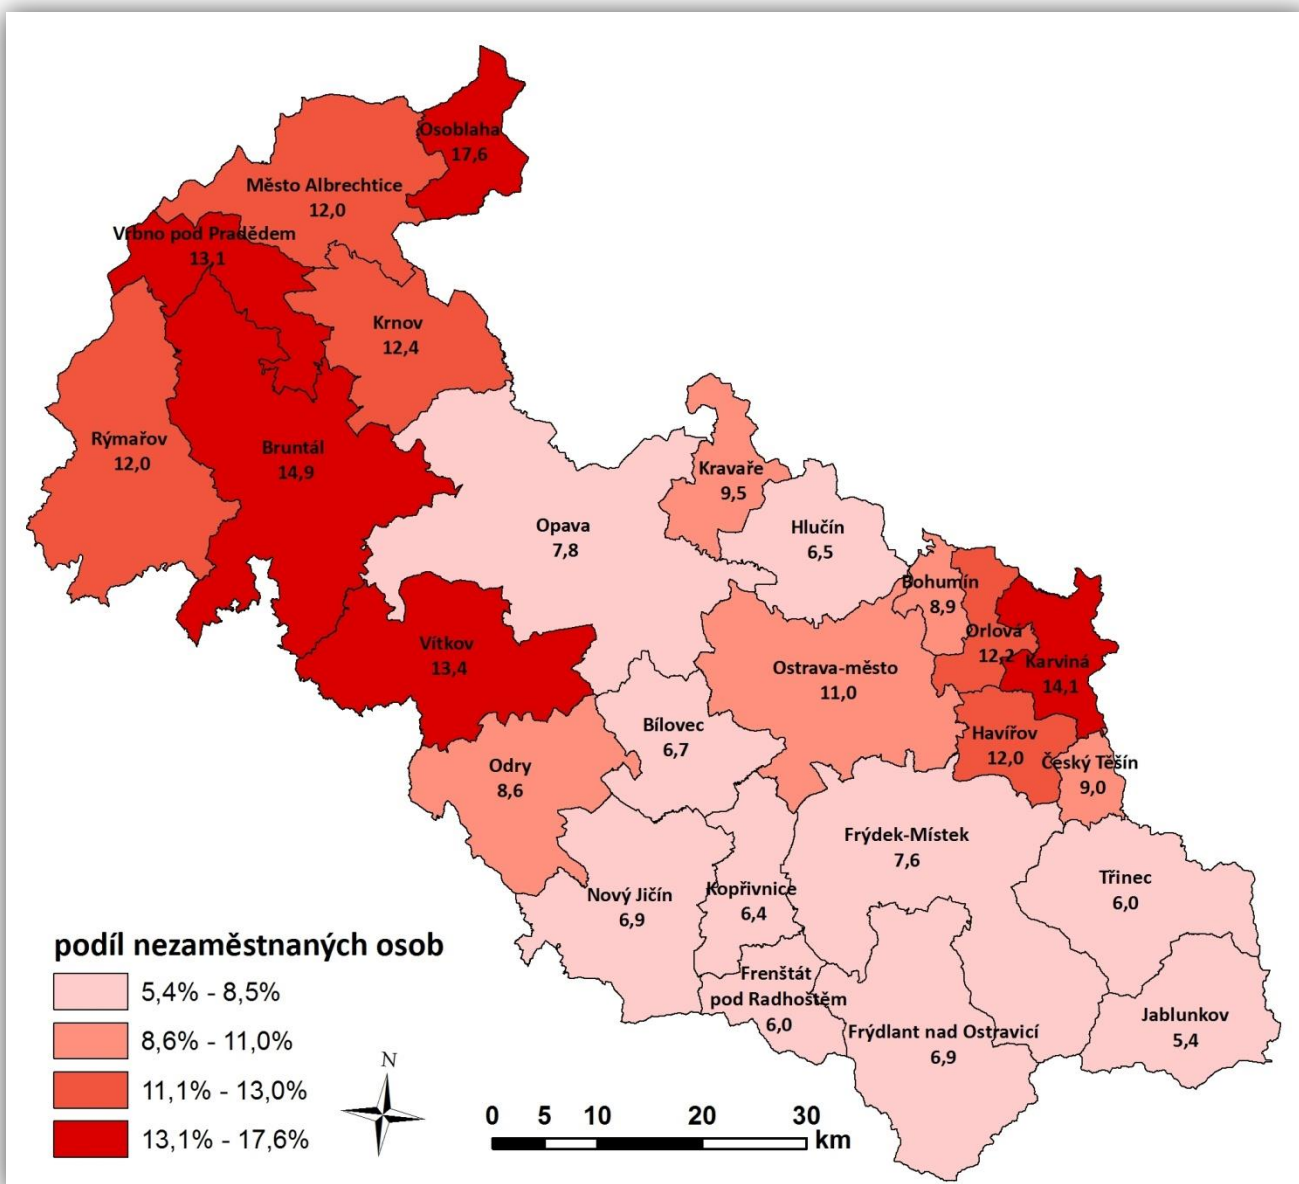 Osoblaha
17,6
Město Albrechtice
12,0
Vrbno pod Pradědem
13,1
Krnov
12,4
Rýmařov
12,0
Bruntál
14,9
Kravaře
9,5
Opava
7,8
Hlučín
6,5
Bohumín
8,9
Orlová
12,2
Karviná
14,1
Vítkov
13,4
Ostrava-město
11,0
Bílovec
6,7
Havířov
12,0
Český Těšín
9,0
Odry
8,6
Frýdek-Místek
7,6
Třinec
6,0
Nový Jičín
6,9
Kopřivnice
6,4
Frenštát
pod Radhoštěm
6,0
Frýdlant nad Ostravicí
6,9
Jablunkov
5,4
podíl nezaměstnaných osob
5,4% - 8,5%
8,6% - 11,0%
11,1% - 13,0%
13,1% - 17,6%
N
0 5 10 20 30
km